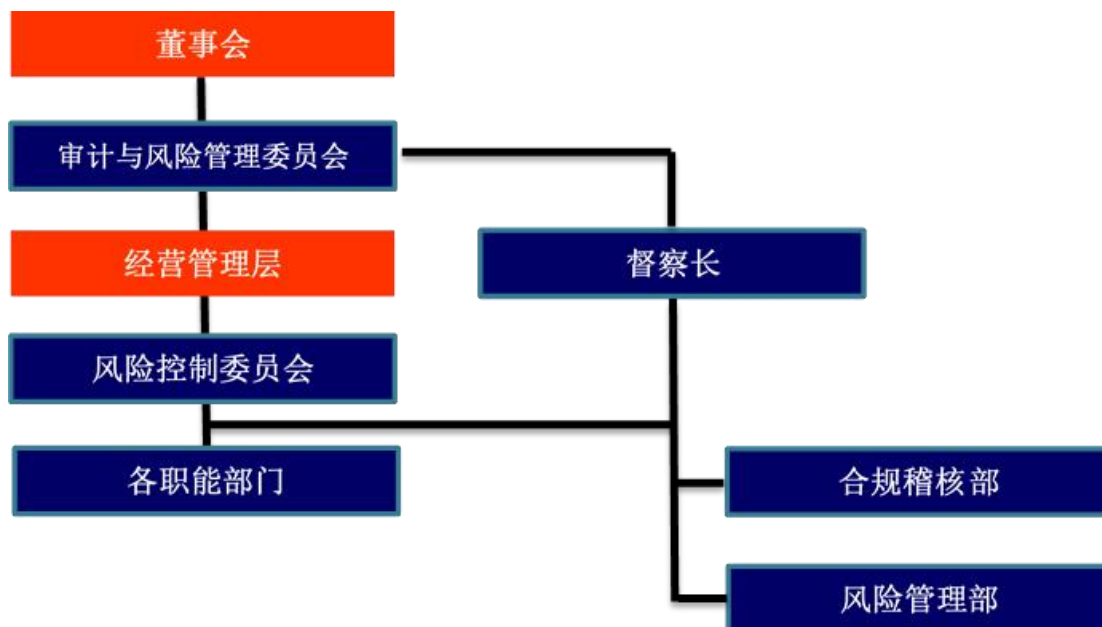 董事会
审计与风险管理委员会
经营管理层
督察长
风险控制委员会
各职能部门
合规稽核部
风险管理部